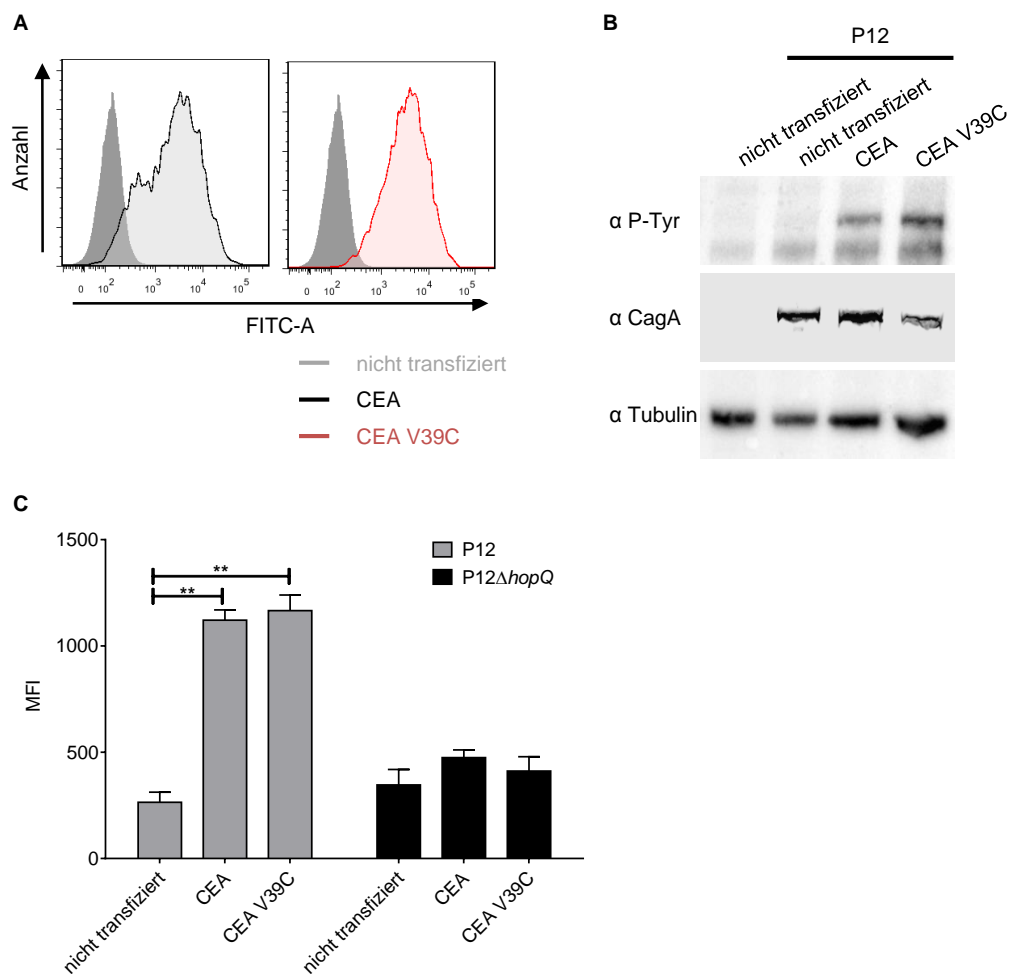 A
Anzahl
0 10² 10³ 10⁴ 10⁵
0 10² 10³ 10⁴ 10⁵
FITC-A
nicht transfiziert
CEA
CEA V39C
B
P12
nicht transfiziert
nicht transfiziert
CEA
CEA V39C
α P-Tyr
α CagA
α Tubulin
C
1500
1000
500
0
MFI
**
**
P12
P12ΔhopQ
nicht transfiziert
CEA
CEA V39C
nicht transfiziert
CEA
CEA V39C